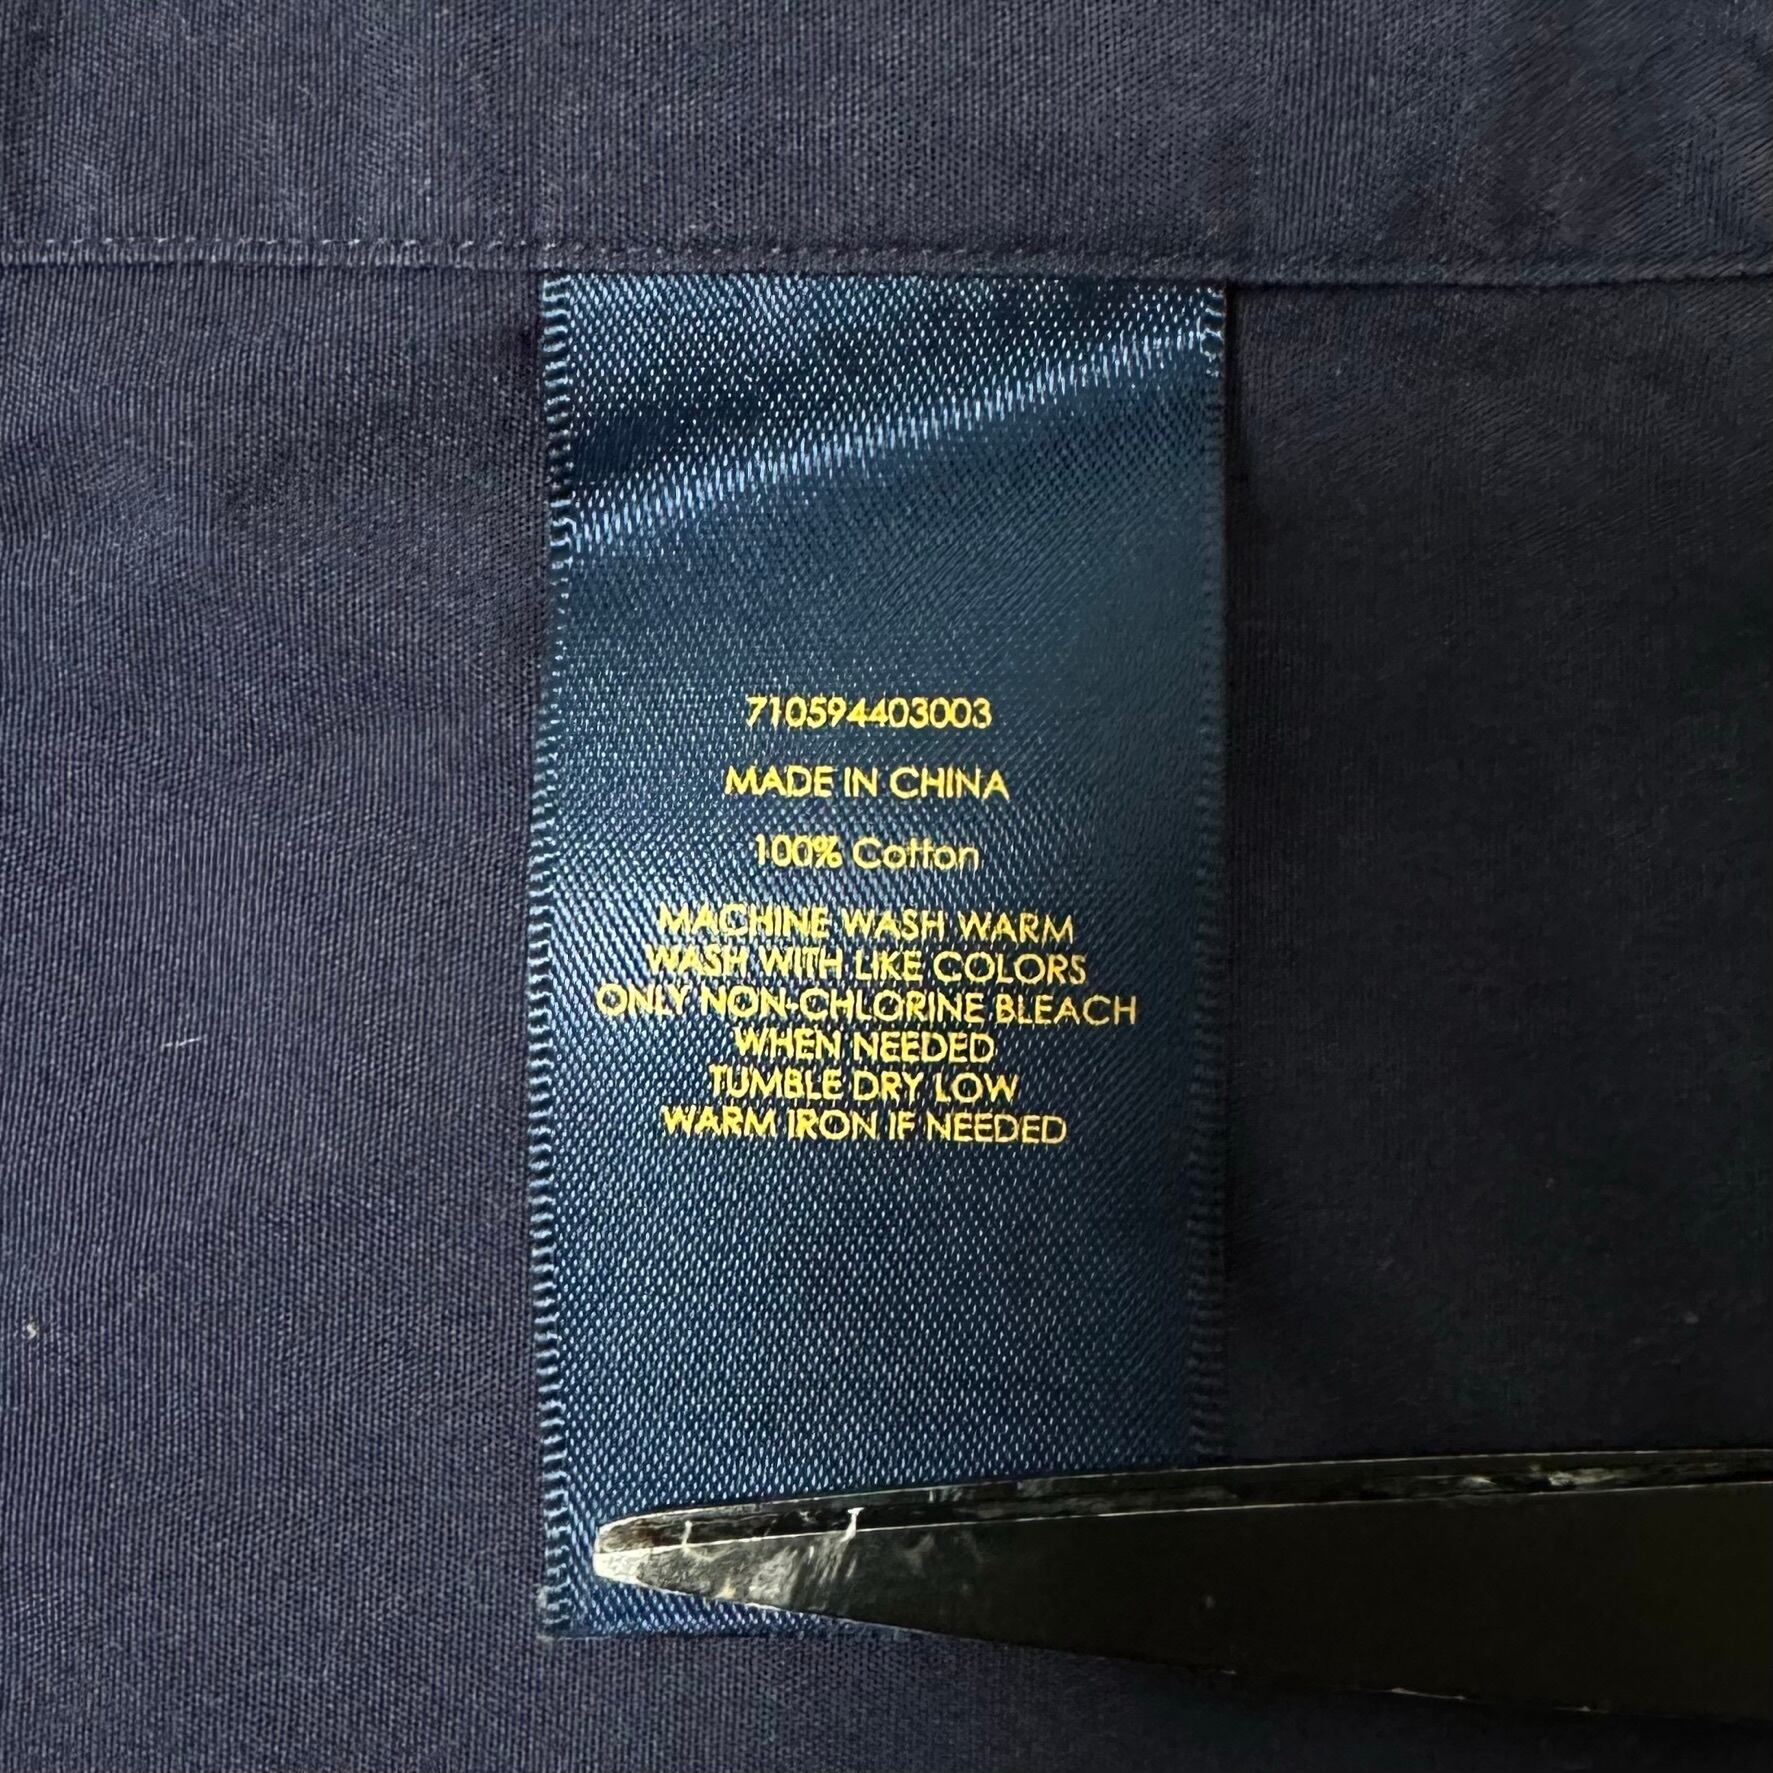 710594403003
MADE IN CHINA
100% Cotton
MACHINE WASH WARM
WASH WITH LIKE COLORS
ONLY NON-CHLORINE BLEACH
WHEN NEEDED
TUMBLE DRY LOW
WARM IRON IF NEEDED